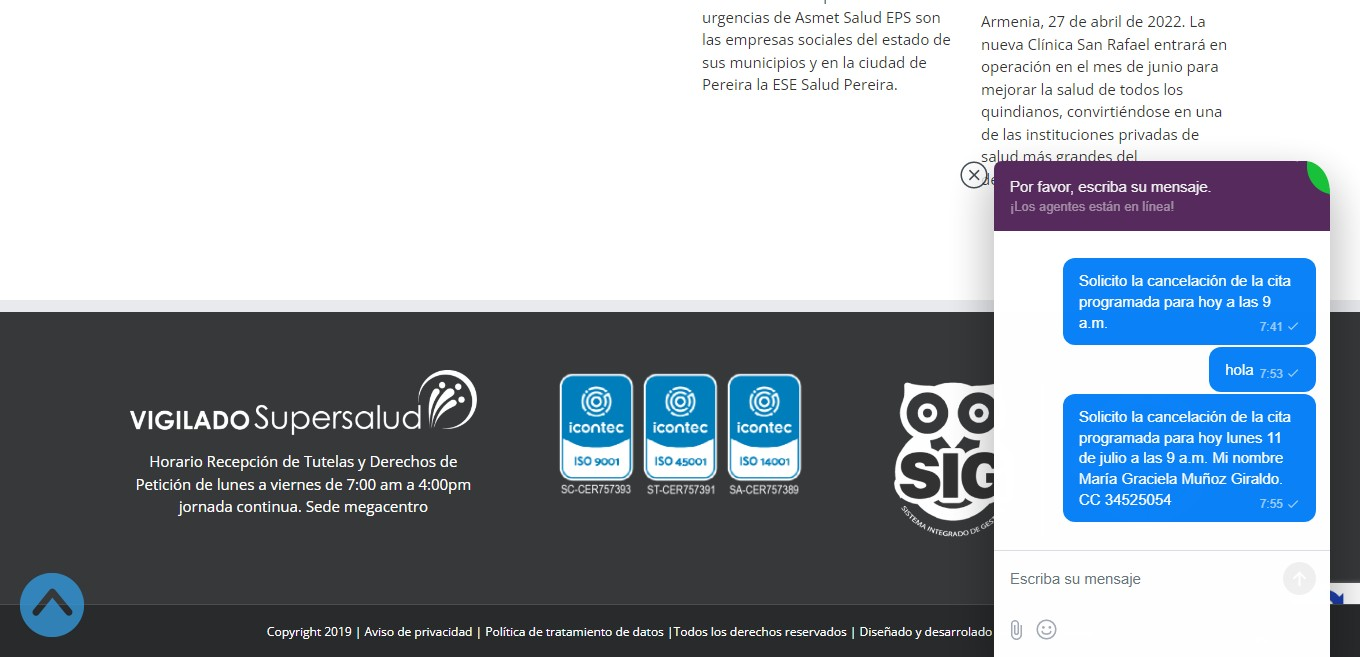 urgencias de Asmet Salud EPS son
las empresas sociales del estado de
sus municipios y en la ciudad de
Pereira la ESE Salud Pereira.
Armenia, 27 de abril de 2022. La
nueva Clínica San Rafael entrará en
operación en el mes de junio para
mejorar la salud de todos los
quindianos, convirtiéndose en una
de las instituciones privadas de
salud más grandes del
Por favor, escriba su mensaje.
¡Los agentes están en línea!
Solicito la cancelación de la cita
programada para hoy a las 9
a.m.
7:41
hola 7:53
Solicito la cancelación de la cita
programada para hoy lunes 11
de julio a las 9 a.m. Mi nombre
María Graciela Muñoz Giraldo.
CC 34525054
7:55
Escriba su mensaje
VIGILADO Supersalud
Horario Recepción de Tutelas y Derechos de
Petición de lunes a viernes de 7:00 am a 4:00pm
jornada continua. Sede megacentro
icontec
ISO 9001
SC-CER757393
icontec
ISO 45001
ST-CER757391
icontec
ISO 14001
SA-CER757389
SIG
SISTEMA INTEGRADO DE
Copyright 2019 | Aviso de privacidad | Política de tratamiento de datos |Todos los derechos reservados | Diseñado y desarrolado